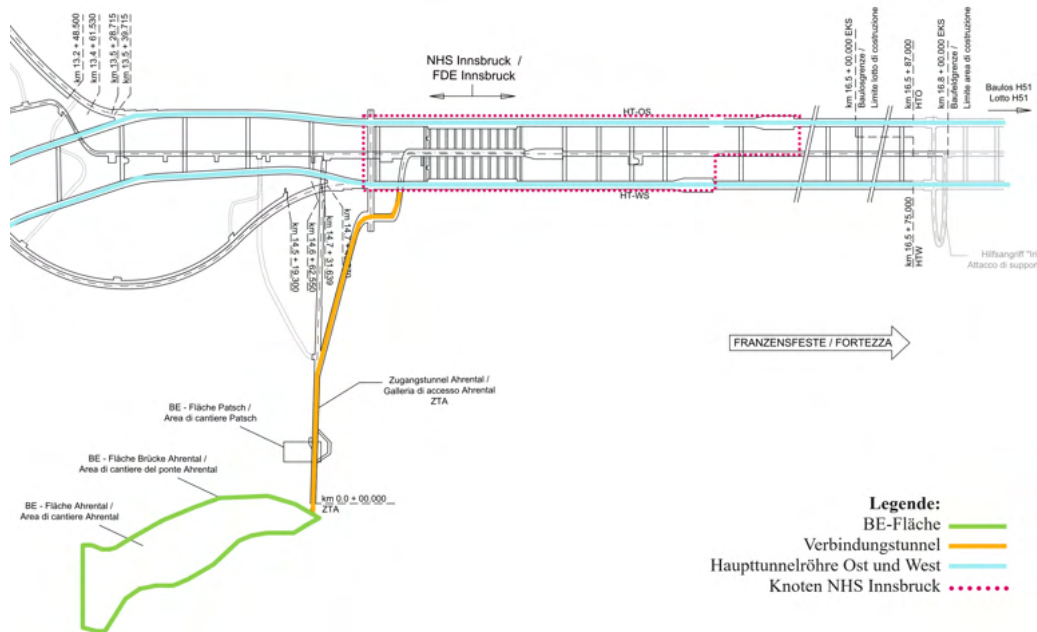 km 13.2 + 48.500
km 13.4 + 61.530
km 13.5 + 28.715
km 13.5 + 39.715
NHS Innsbruck /
FDE Innsbruck
km 16.5 + 00.000 EKS
Baulosgrenze /
Limite lotto di costruzione
km 16.5 + 87.000
HTO
km 16.8 + 00.000 EKS
Baufeldgrenze /
Limite area di costruzione
Baulos H51
Lotto H51
HT-OS
HT-WS
km 14.5 + 19.300
km 14.6 + 62.550
km 14.7 + 31.639
km 14.7 +
km 16.5 + 75.000
HTW
Hilfsangriff "In
Attacco di suppor
FRANZENSFESTE / FORTEZZA
Zugangstunnel Ahrental /
Galleria di accesso Ahrental
ZTA
BE - Fläche Patsch /
Area di cantiere Patsch
BE - Fläche Brücke Ahrental /
Area di cantiere del ponte Ahrental
BE - Fläche Ahrental /
Area di cantiere Ahrental
km 0.0 + 00.000
ZTA
Legende:
BE-Fläche
Verbindungstunnel
Haupttunnelröhre Ost und West
Knoten NHS Innsbruck